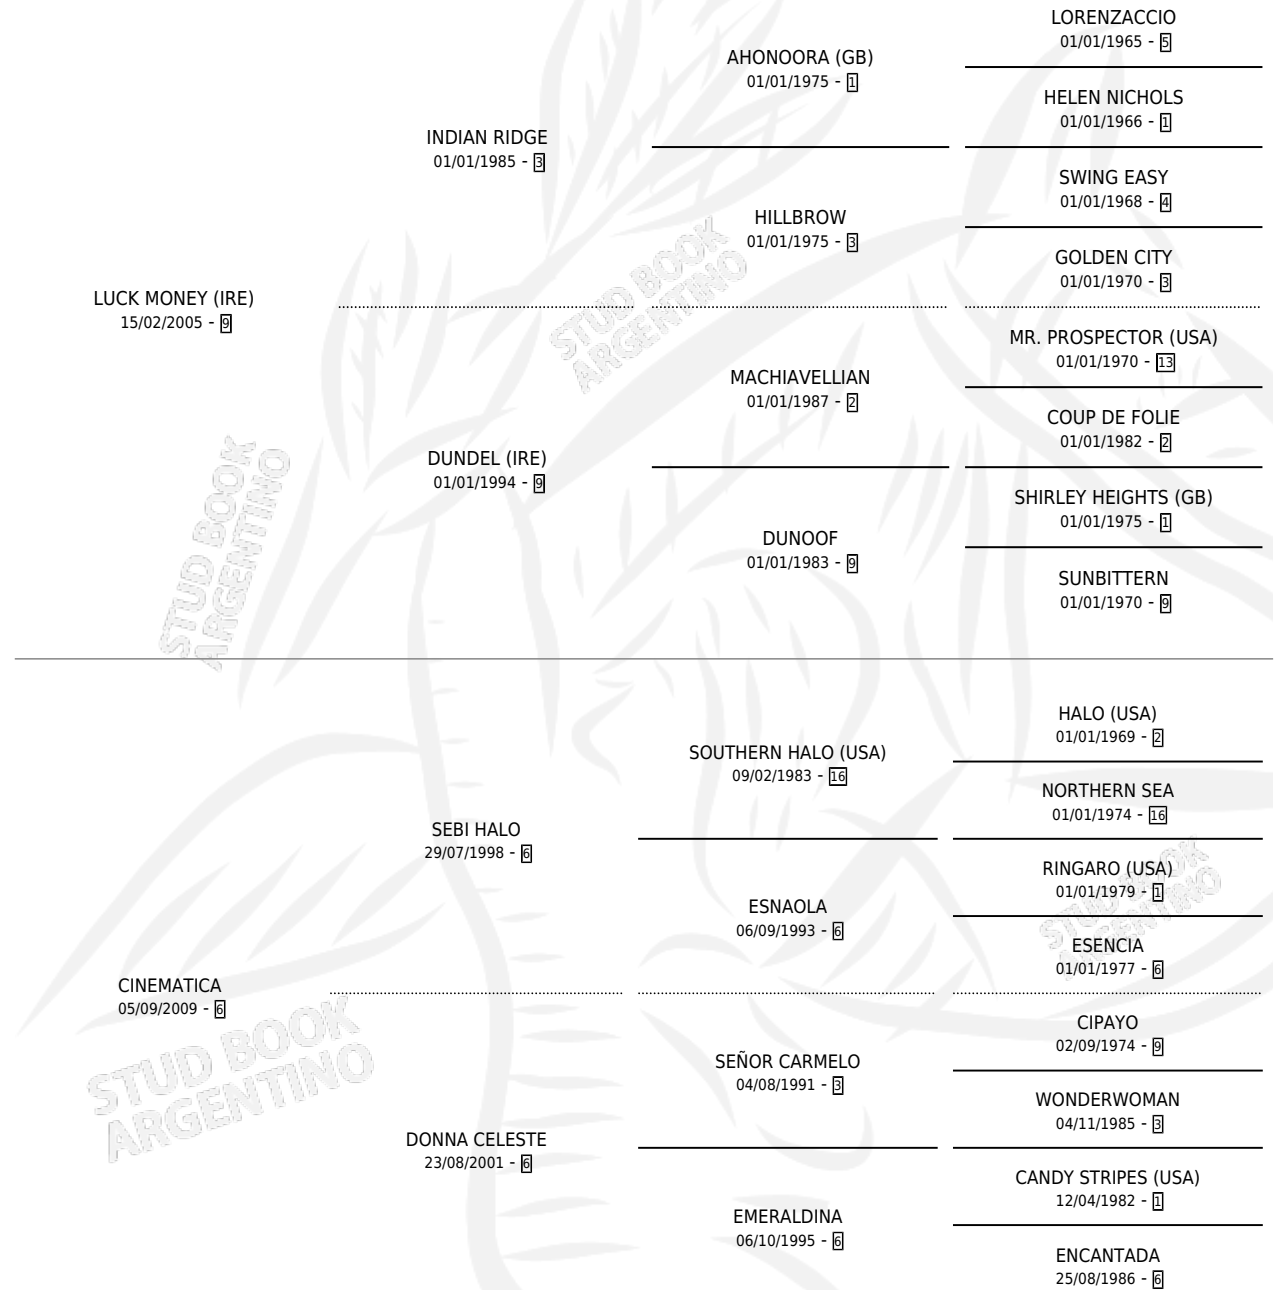 LORENZACCIO
01/01/1965 - 5
AHONOORA (GB)
01/01/1975 - 1
HELEN NICHOLS
01/01/1966 - 1
INDIAN RIDGE
01/01/1985 - 3
SWING EASY
01/01/1968 - 4
HILLBROW
01/01/1975 - 3
GOLDEN CITY
01/01/1970 - 3
LUCK MONEY (IRE)
15/02/2005 - 9
MR. PROSPECTOR (USA)
01/01/1970 - 13
MACHIAVELLIAN
01/01/1987 - 2
COUP DE FOLIE
01/01/1982 - 2
DUNDEL (IRE)
01/01/1994 - 9
SHIRLEY HEIGHTS (GB)
01/01/1975 - 1
DUNOOF
01/01/1983 - 9
SUNBITTERN
01/01/1970 - 9
HALO (USA)
01/01/1969 - 2
SOUTHERN HALO (USA)
09/02/1983 - 16
NORTHERN SEA
01/01/1974 - 16
SEBI HALO
29/07/1998 - 6
RINGARO (USA)
01/01/1979 - 1
ESNAOLA
06/09/1993 - 6
ESENCIA
01/01/1977 - 6
CINEMATICA
05/09/2009 - 6
CIPAYO
02/09/1974 - 9
SEÑOR CARMELO
04/08/1991 - 3
WONDERWOMAN
04/11/1985 - 3
DONNA CELESTE
23/08/2001 - 6
CANDY STRIPES (USA)
12/04/1982 - 1
EMERALDINA
06/10/1995 - 6
ENCANTADA
25/08/1986 - 6
STUD BOOK
ARGENTINO
STUD BOOK
ARGENTINO
STUD BOOK
ARGENTINO
STUD BOOK
ARGENTINO